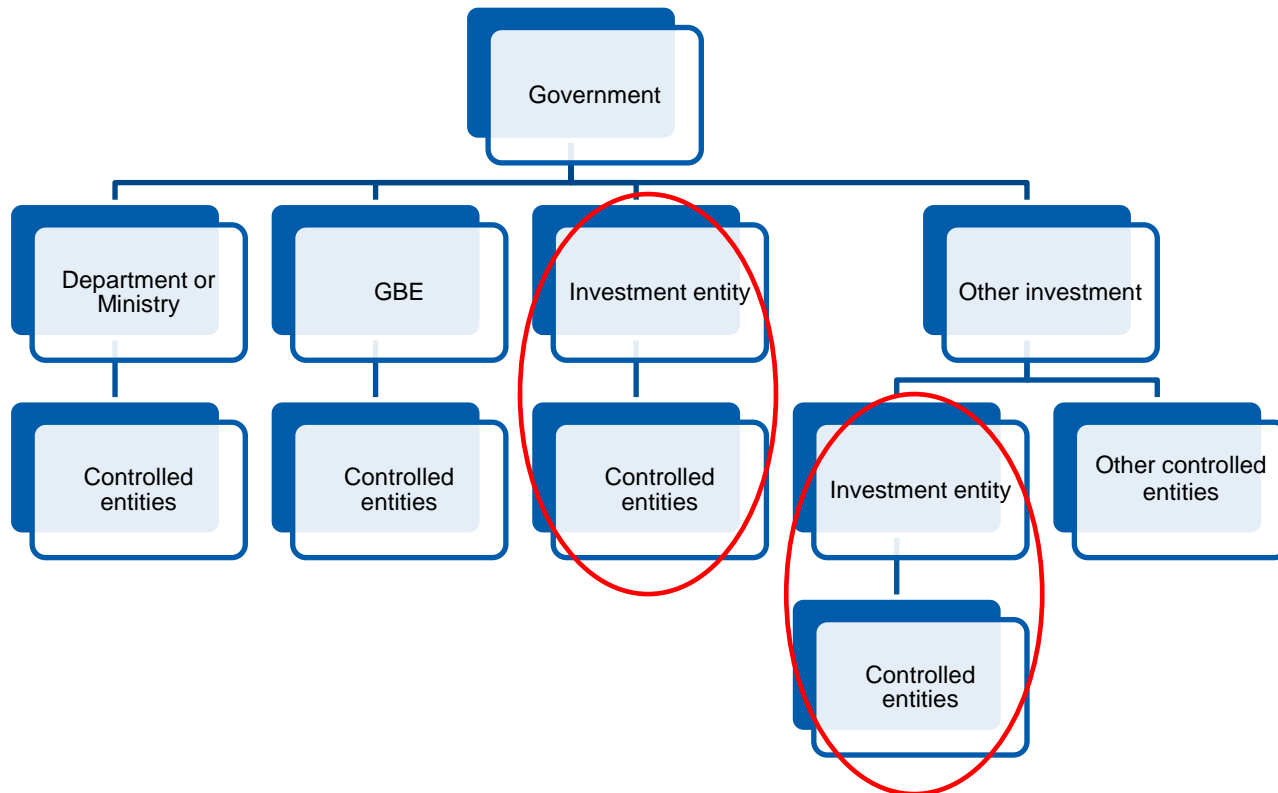 Government
Department or
Ministry
GBE
Investment entity
Other investment
Controlled
entities
Controlled
entities
Controlled
entities
Investment entity
Other controlled
entities
Controlled
entities